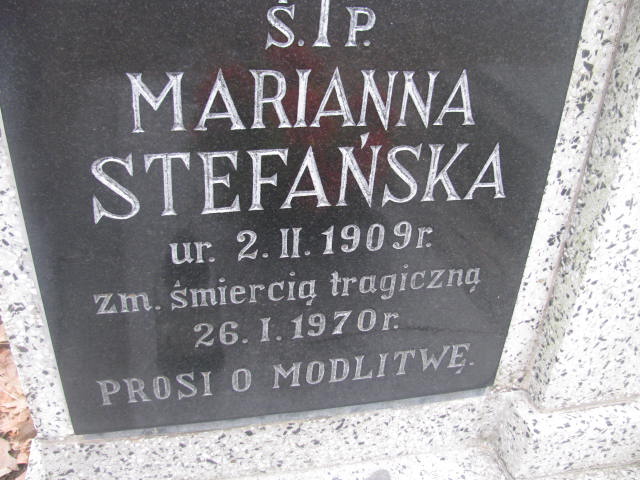 Ś. P.
MARIANNA
STEFAŃSKA
ur. 2. II. 1909 r.
zm. śmiercią tragiczną
26. I. 1970 r.
PROSI O MODLITWĘ.